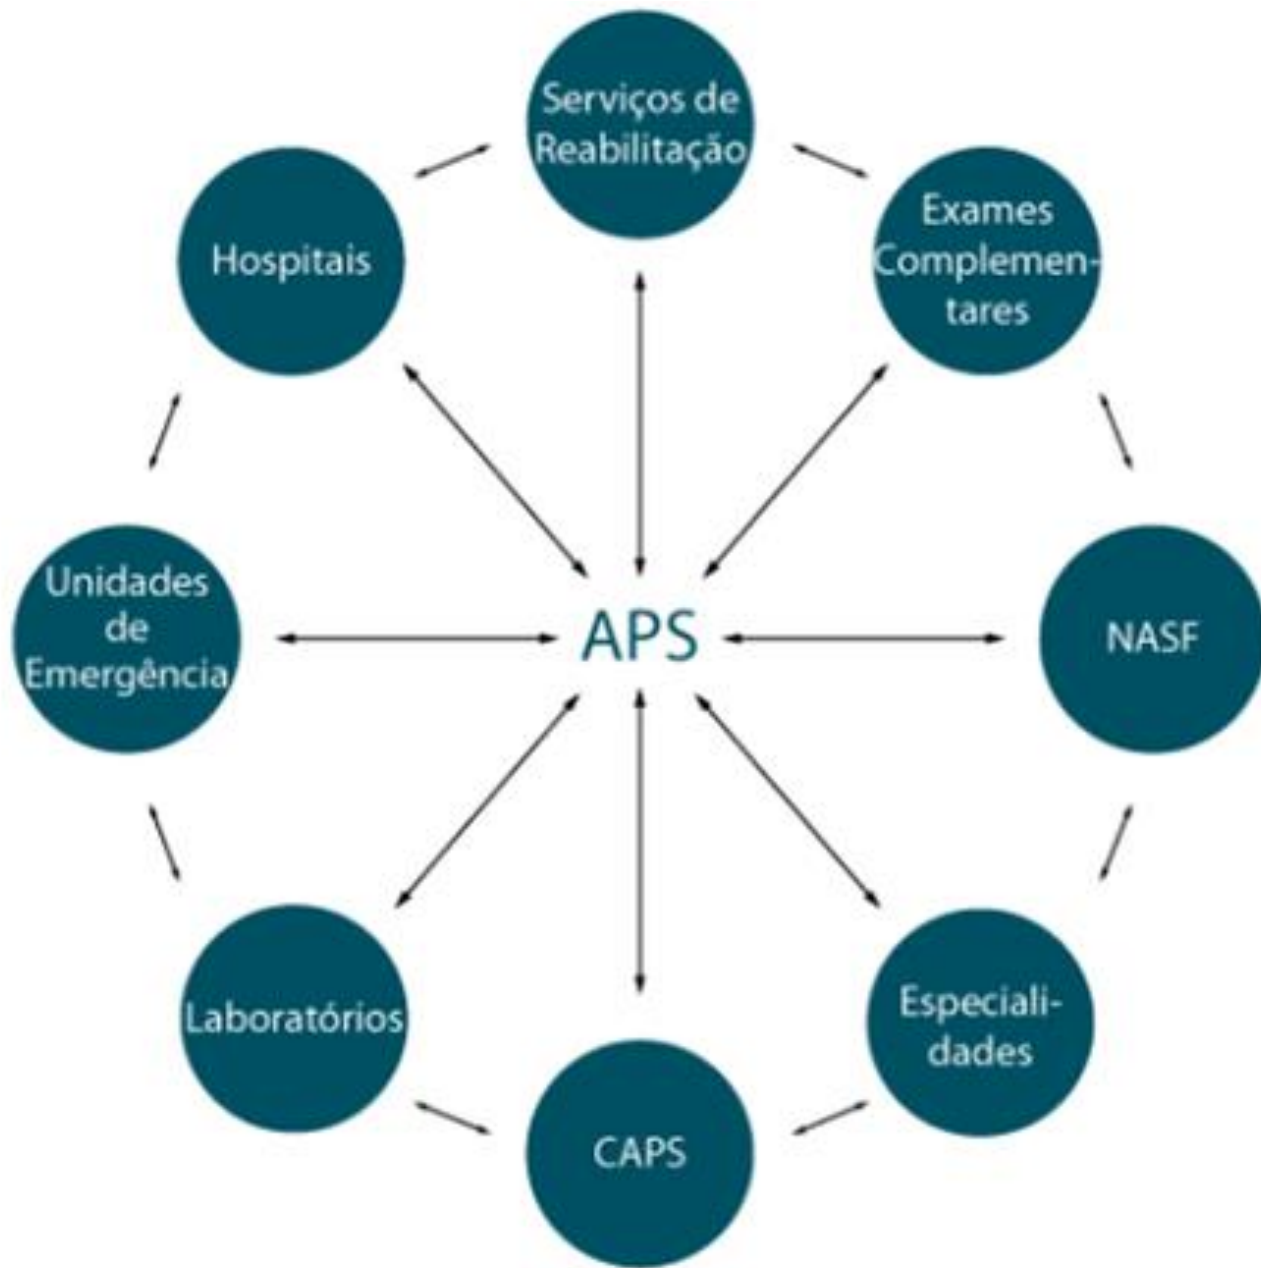 Serviços de
Reabilitação
Exames
Complemen-
tares
Hospitais
Unidades
de
Emergência
APS
NASF
Laboratórios
Especiali-
dades
CAPS